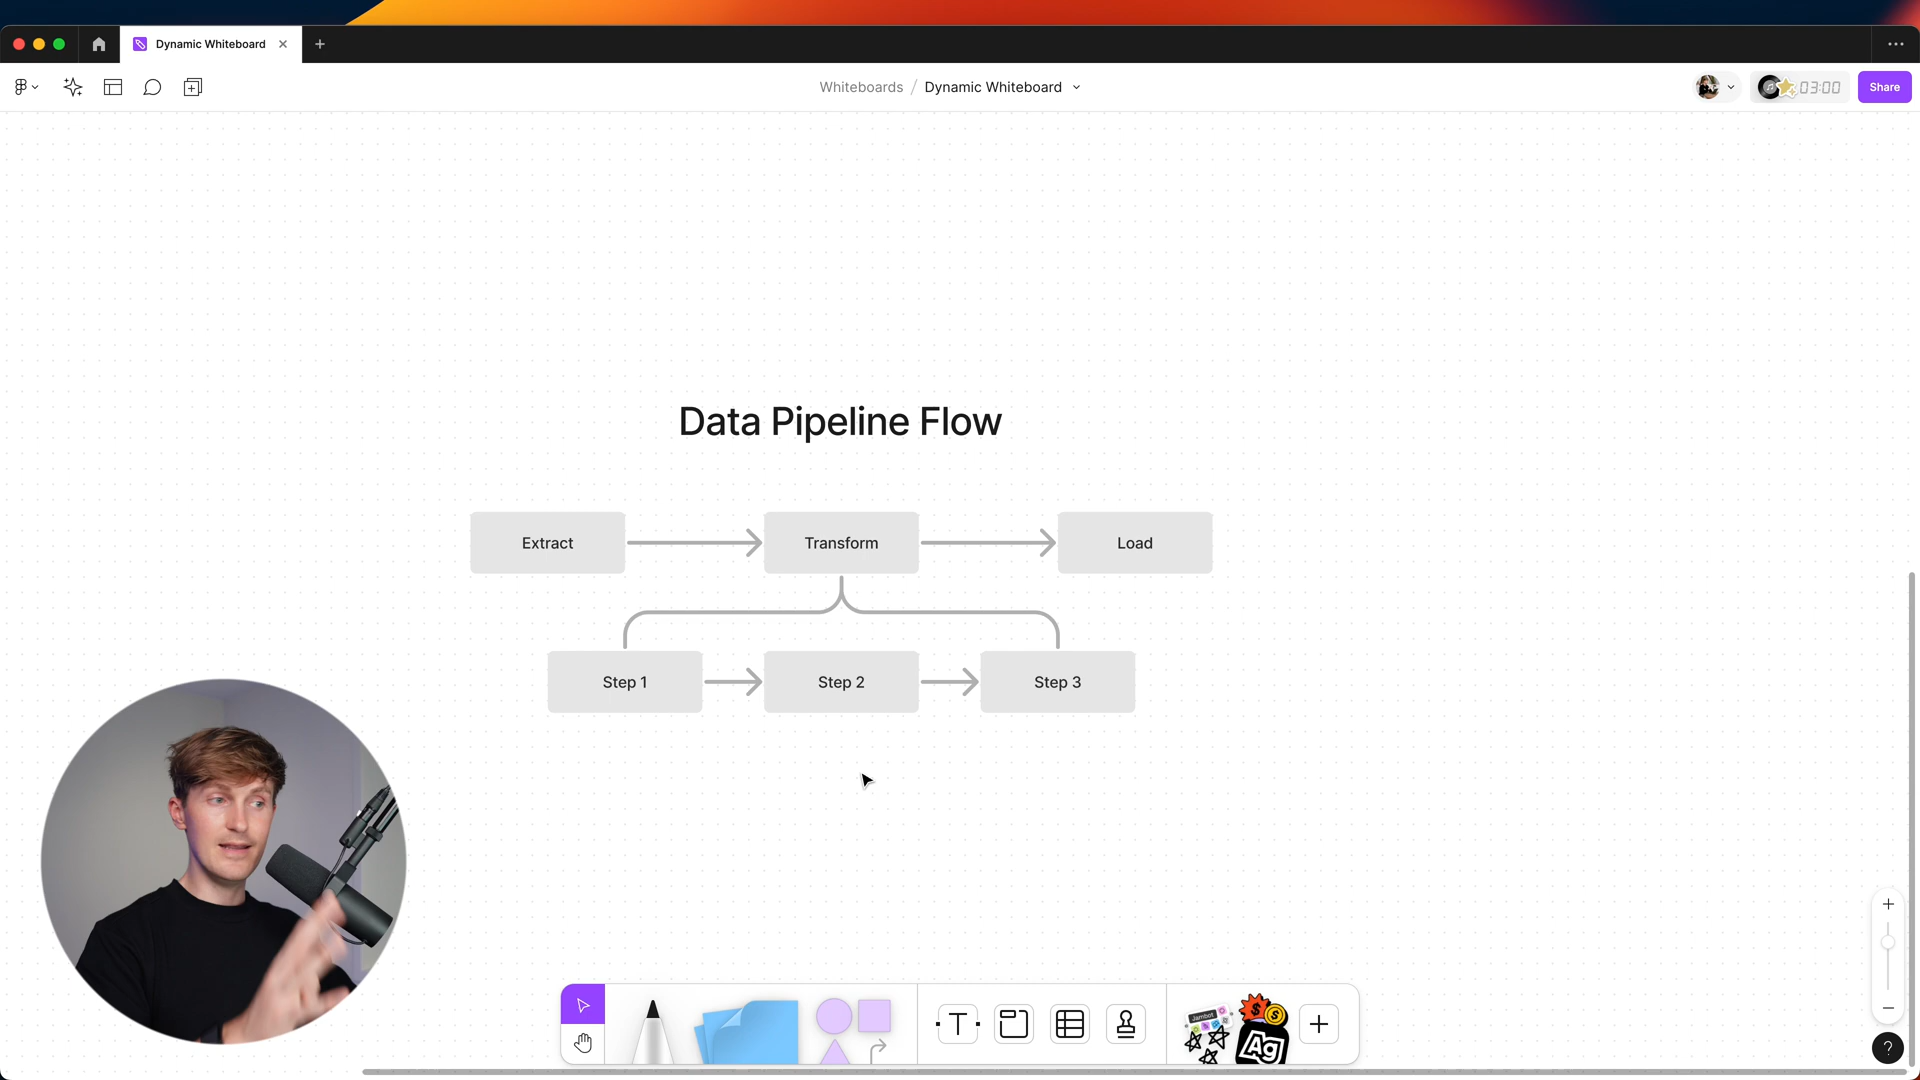 Dynamic Whiteboard
Whiteboards / Dynamic Whiteboard
03:00
Share
Data Pipeline Flow
Extract
Transform
Load
Step 1
Step 2
Step 3
T
Jambot
$
$
Ag
?